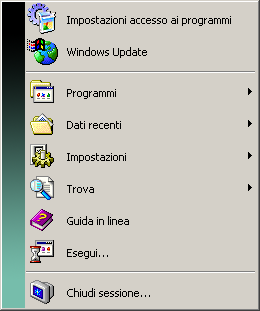 Impostazioni accesso ai programmi
Windows Update
Programmi
Dati recenti
Impostazioni
Trova
Guida in linea
Esegui...
Chiudi sessione...